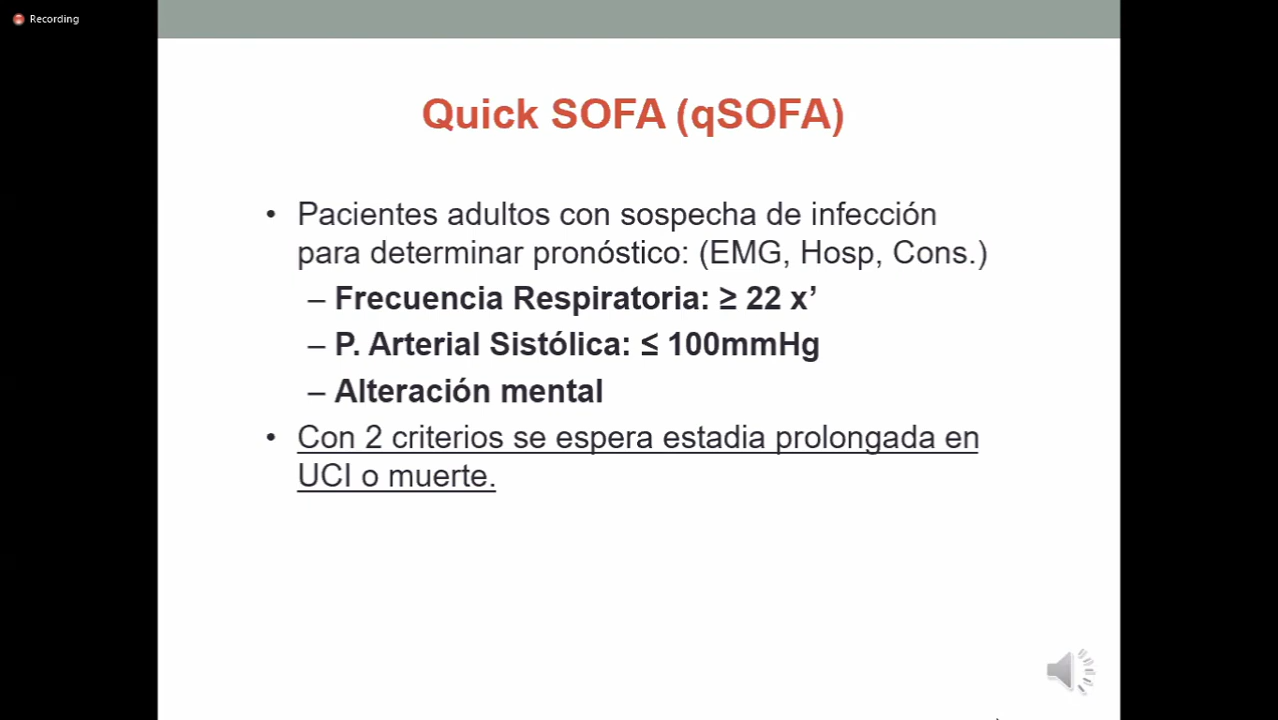 Recording
Quick SOFA (qSOFA)
• Pacientes adultos con sospecha de infección
para determinar pronóstico: (EMG, Hosp, Cons.)
– Frecuencia Respiratoria: ≥ 22 x’
– P. Arterial Sistólica: ≤ 100mmHg
– Alteración mental
• Con 2 criterios se espera estadia prolongada en
UCI o muerte.